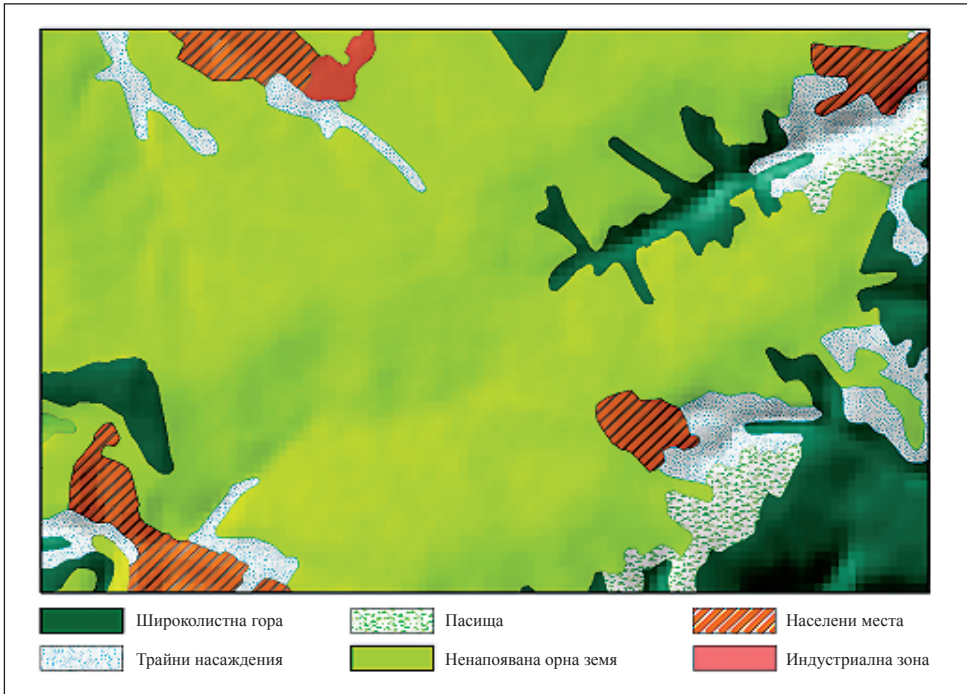 Широколистна гора
Пасища
Населени места
Трайни насаждения
Ненапоявана орна земя
Индустриална зона